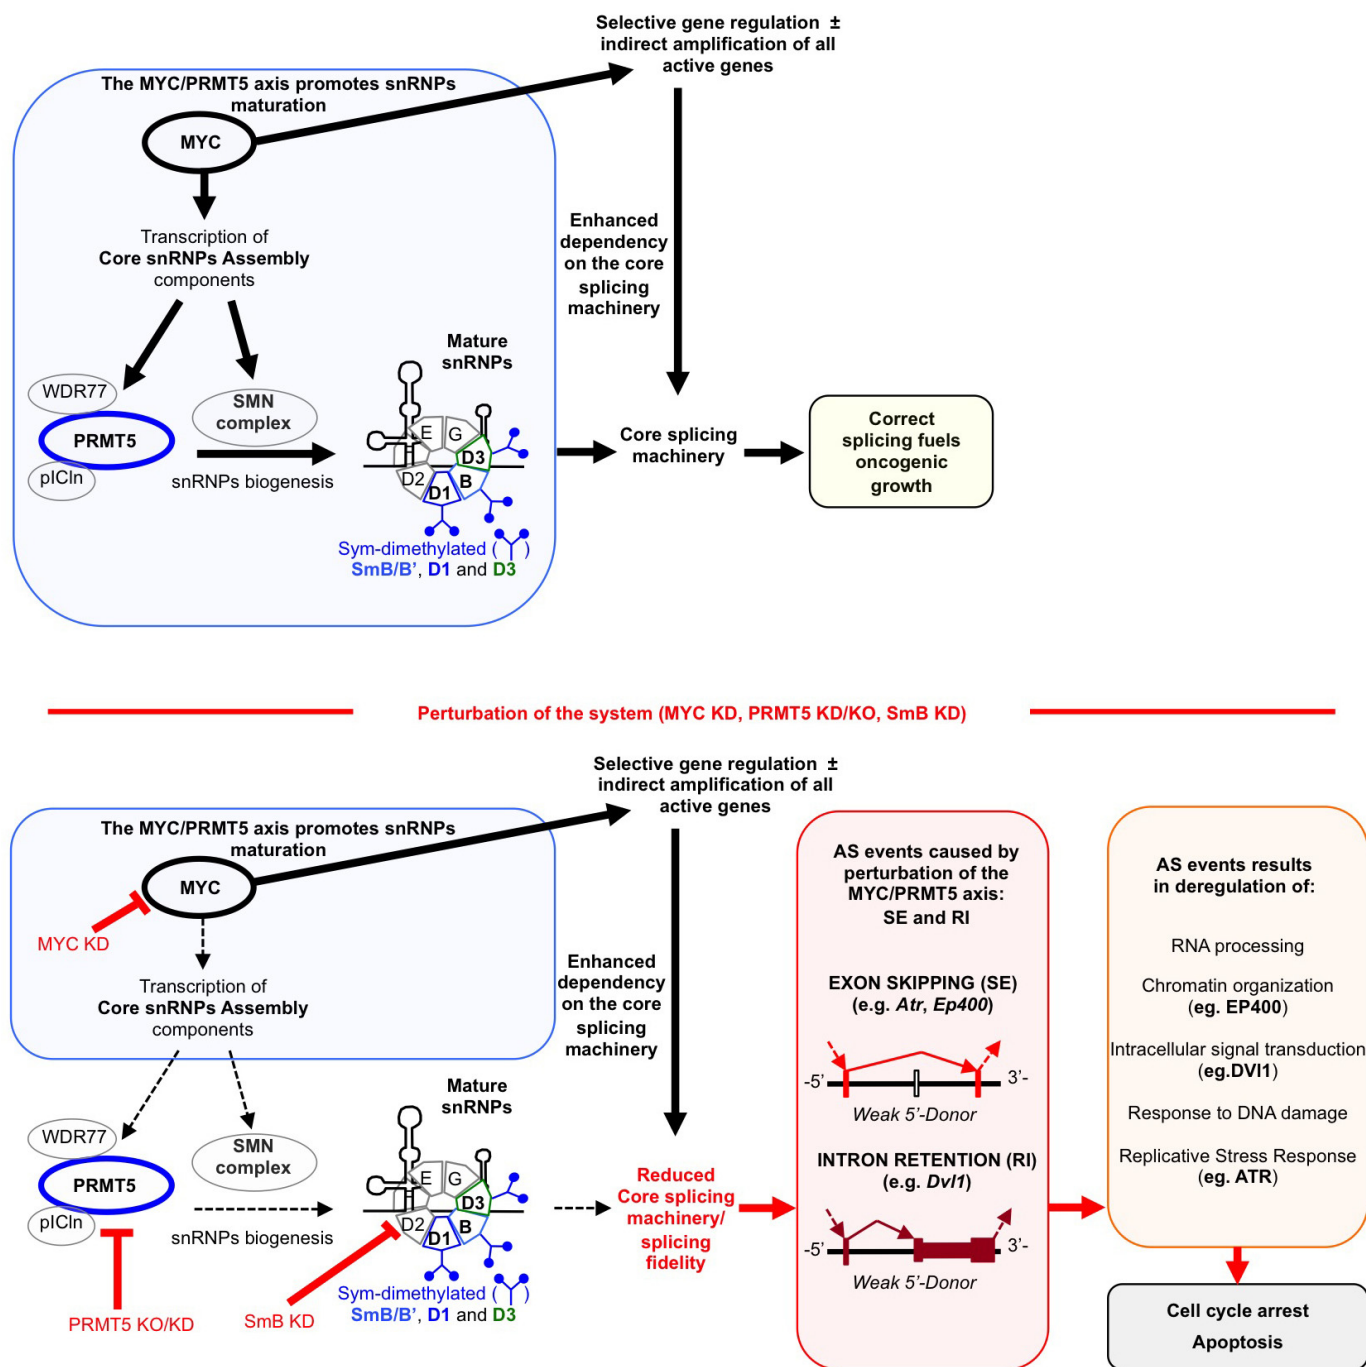 Selective gene regulation ±
indirect amplification of all
active genes
The MYC/PRMT5 axis promotes snRNPs
maturation
MYC
Transcription of
Core snRNPs Assembly
components
Enhanced
dependency
on the core
splicing
machinery
Mature
snRNPs
WDR77
PRMT5
pICln
SMN
complex
snRNPs biogenesis
E
G
F
D3
D2
D1
B
Sym-dimethylated ( )
SmB/B’, D1 and D3
Core splicing
machinery
Correct
splicing fuels
oncogenic
growth
Perturbation of the system (MYC KD, PRMT5 KD/KO, SmB KD)
Selective gene regulation ±
indirect amplification of all
active genes
The MYC/PRMT5 axis promotes snRNPs
maturation
MYC
MYC KD
Transcription of
Core snRNPs Assembly
components
Enhanced
dependency
on the core
splicing
machinery
Mature
snRNPs
WDR77
PRMT5
pICln
SMN
complex
snRNPs biogenesis
E
G
F
D3
D2
D1
B
Sym-dimethylated ( )
SmB/B’, D1 and D3
PRMT5 KO/KD
SmB KD
Reduced
Core splicing
machinery/
splicing
fidelity
AS events caused by
perturbation of the
MYC/PRMT5 axis:
SE and RI
EXON SKIPPING (SE)
(e.g. Atr, Ep400)
-5’ 3’-
Weak 5’-Donor
INTRON RETENTION (RI)
(e.g. Dvl1)
-5’ 3’-
Weak 5’-Donor
AS events results
in deregulation of:
RNA processing
Chromatin organization
(eg. EP400)
Intracellular signal transduction
(eg.DVl1)
Response to DNA damage
Replicative Stress Response
(eg. ATR)
Cell cycle arrest
Apoptosis